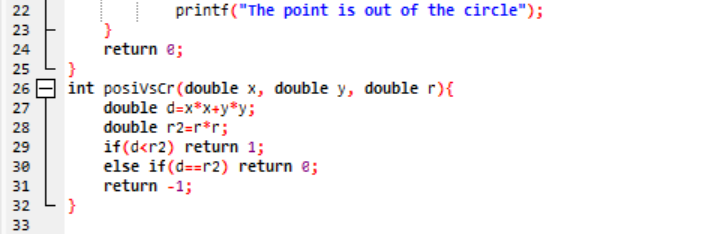 22 printf("The point is out of the circle");
23 }
24 return 0;
25 }
26 int posiVsCr(double x, double y, double r){
27 double d=x*x+y*y;
28 double r2=r*r;
29 if(d<r2) return 1;
30 else if(d==r2) return 0;
31 return -1;
32 }
33